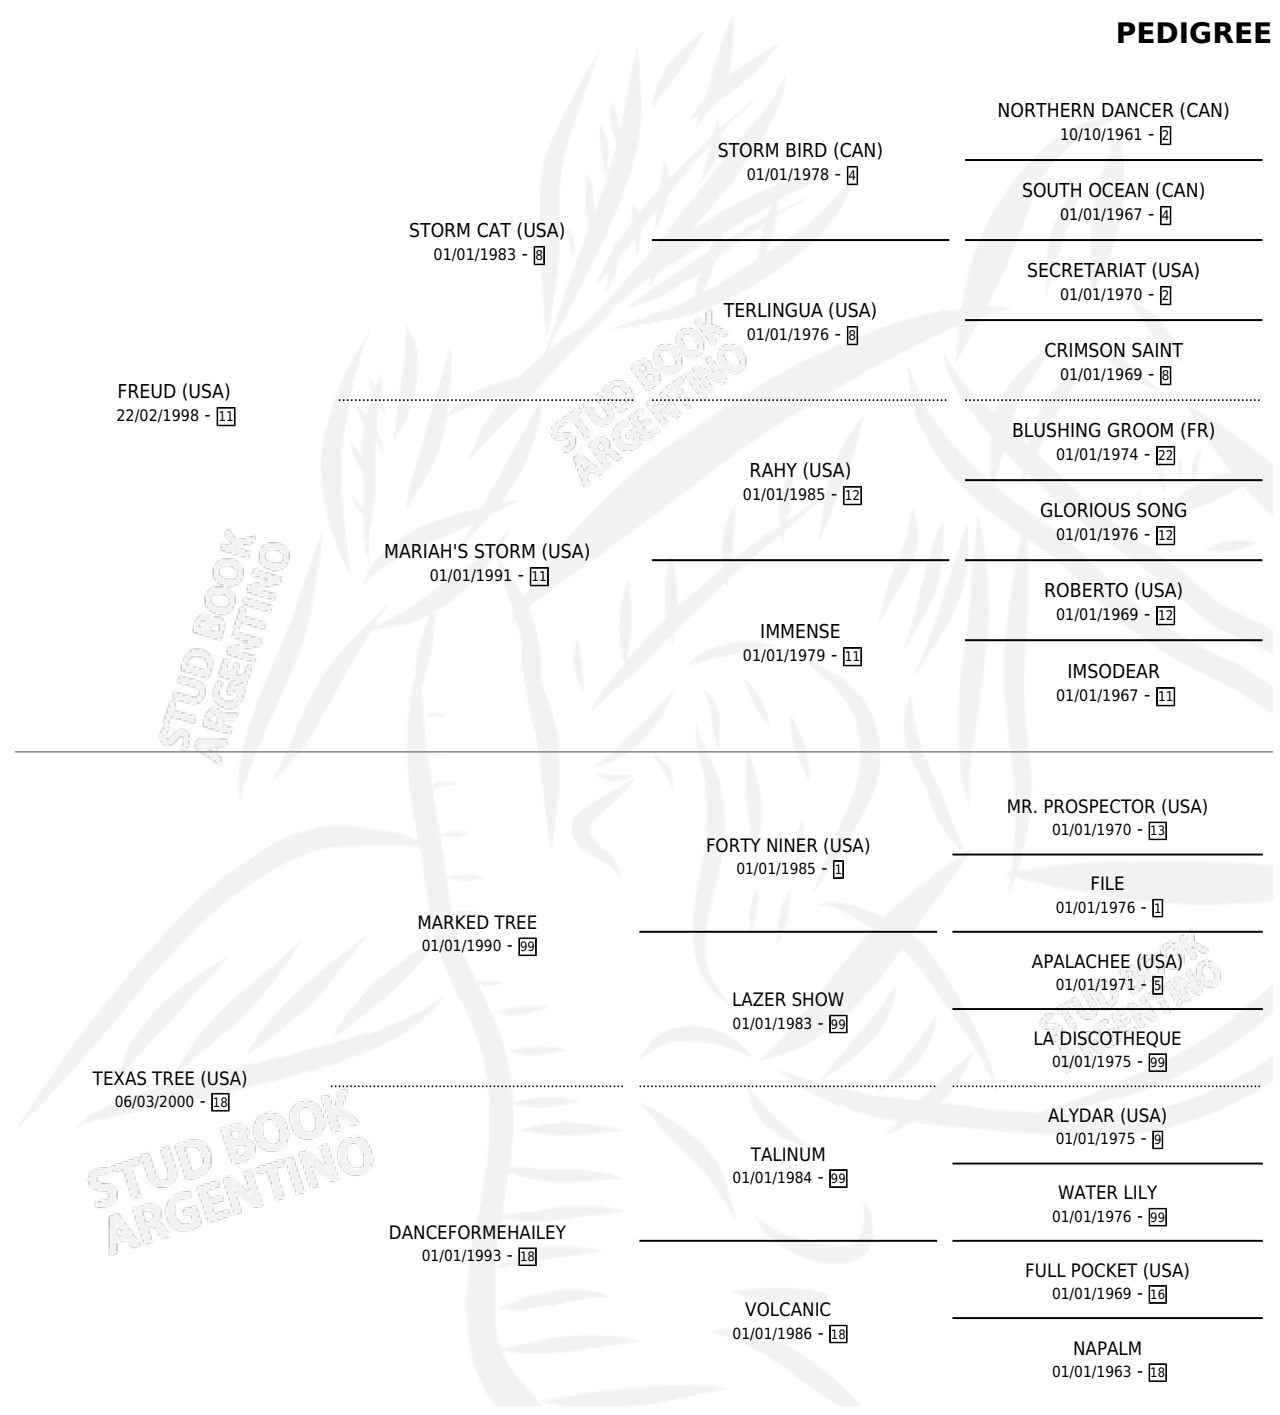 PEDIGREE
NORTHERN DANCER (CAN)
10/10/1961 - 2
STORM BIRD (CAN)
01/01/1978 - 4
SOUTH OCEAN (CAN)
01/01/1967 - 4
STORM CAT (USA)
01/01/1983 - 8
SECRETARIAT (USA)
01/01/1970 - 2
TERLINGUA (USA)
01/01/1976 - 8
CRIMSON SAINT
01/01/1969 - 8
FREUD (USA)
22/02/1998 - 11
BLUSHING GROOM (FR)
01/01/1974 - 22
RAHY (USA)
01/01/1985 - 12
GLORIOUS SONG
01/01/1976 - 12
MARIAH'S STORM (USA)
01/01/1991 - 11
ROBERTO (USA)
01/01/1969 - 12
IMMENSE
01/01/1979 - 11
IMSODEAR
01/01/1967 - 11
MR. PROSPECTOR (USA)
01/01/1970 - 13
FORTY NINER (USA)
01/01/1985 - 1
FILE
01/01/1976 - 1
MARKED TREE
01/01/1990 - 99
APALACHEE (USA)
01/01/1971 - 5
LAZER SHOW
01/01/1983 - 99
LA DISCOTHEQUE
01/01/1975 - 99
TEXAS TREE (USA)
06/03/2000 - 18
ALYDAR (USA)
01/01/1975 - 9
TALINUM
01/01/1984 - 99
WATER LILY
01/01/1976 - 99
DANCEFORMEHAILEY
01/01/1993 - 18
FULL POCKET (USA)
01/01/1969 - 16
VOLCANIC
01/01/1986 - 18
NAPALM
01/01/1963 - 18
STUD BOOK
ARGENTINO
STUD BOOK
ARGENTINO
STUD BOOK
ARGENTINO
STUD BOOK
ARGENTINO